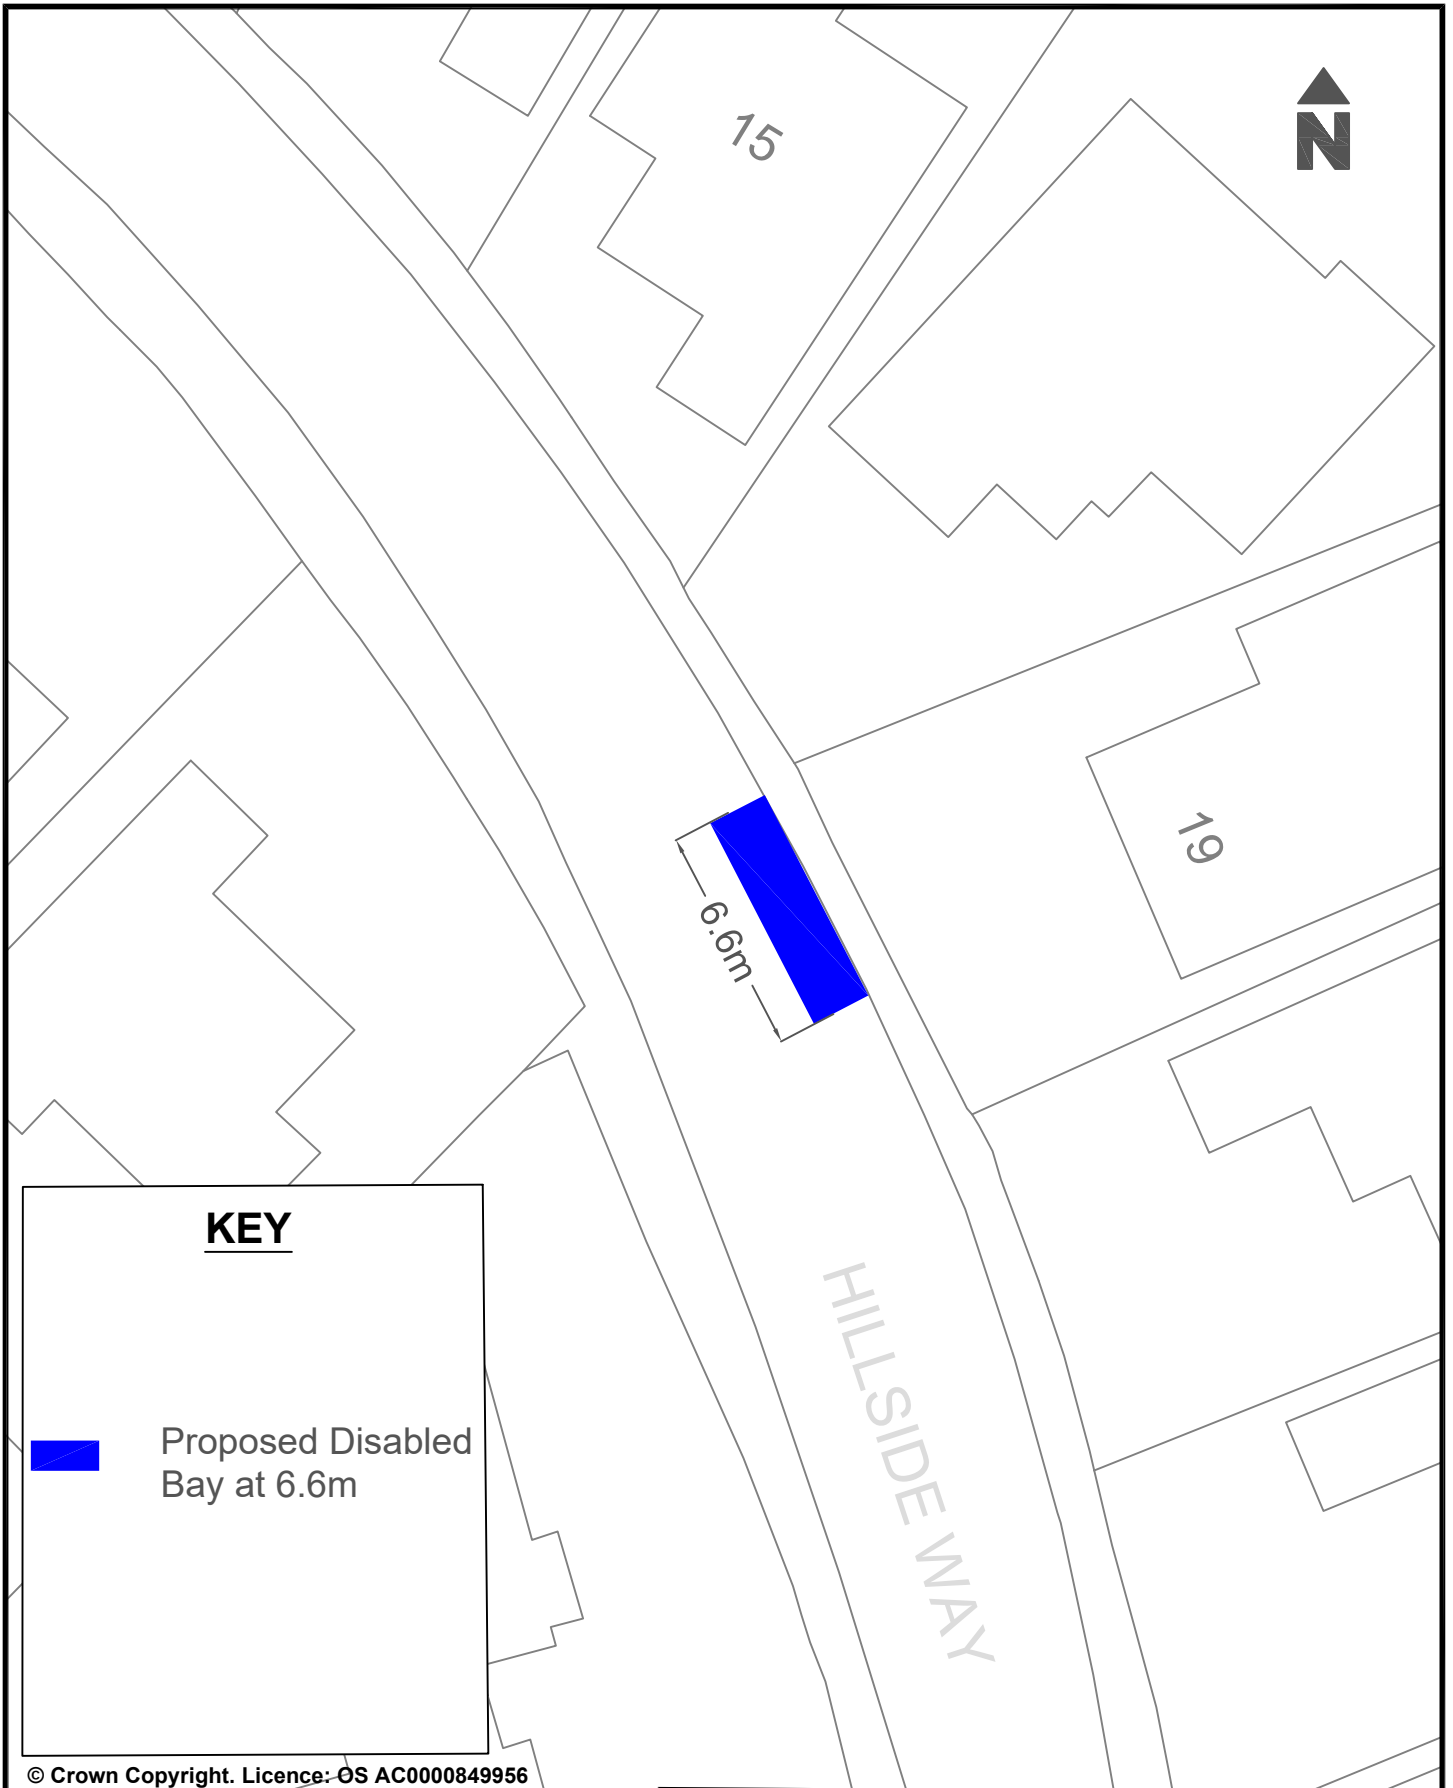 15
N
19
6.6m
HILLSIDE WAY
KEY
Proposed Disabled
Bay at 6.6m
© Crown Copyright. Licence: OS AC0000849956